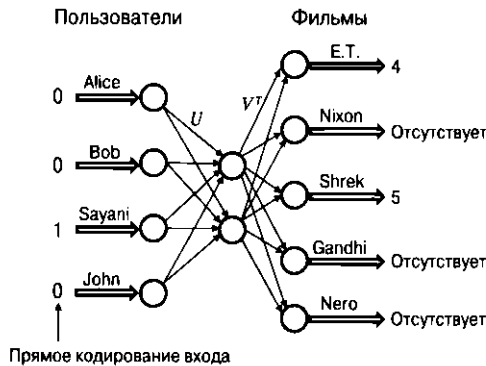 Пользователи
Фильмы
0 Alice
0 Bob
1 Sayani
0 John
U
Vᵀ
E.T. 4
Nixon Отсутствует
Shrek 5
Gandhi Отсутствует
Nero Отсутствует
Прямое кодирование входа